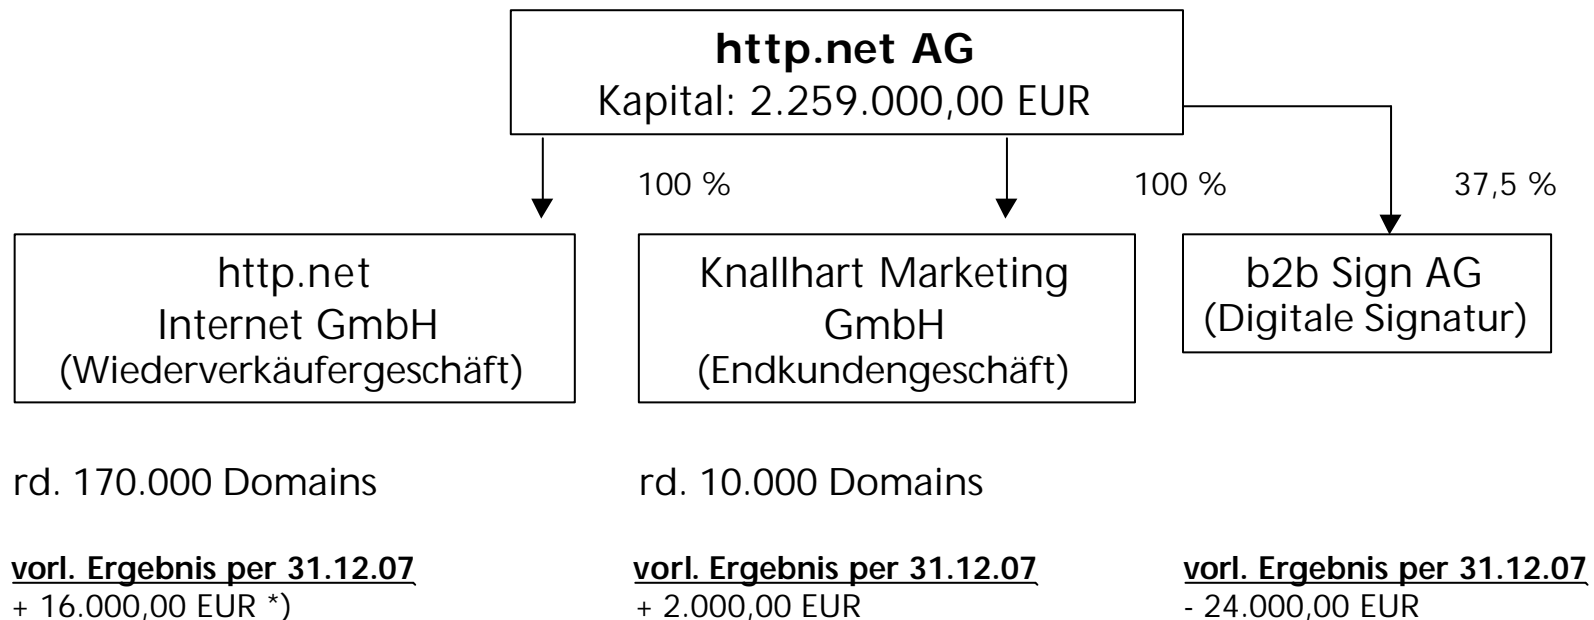 http.net AG
Kapital: 2.259.000,00 EUR
100 %
100 %
37,5 %
http.net
Internet GmbH
(Wiederverkäufergeschäft)
Knallhart Marketing
GmbH
(Endkundengeschäft)
b2b Sign AG
(Digitale Signatur)
rd. 170.000 Domains
rd. 10.000 Domains
vorl. Ergebnis per 31.12.07
+ 16.000,00 EUR *)
vorl. Ergebnis per 31.12.07
+ 2.000,00 EUR
vorl. Ergebnis per 31.12.07
- 24.000,00 EUR